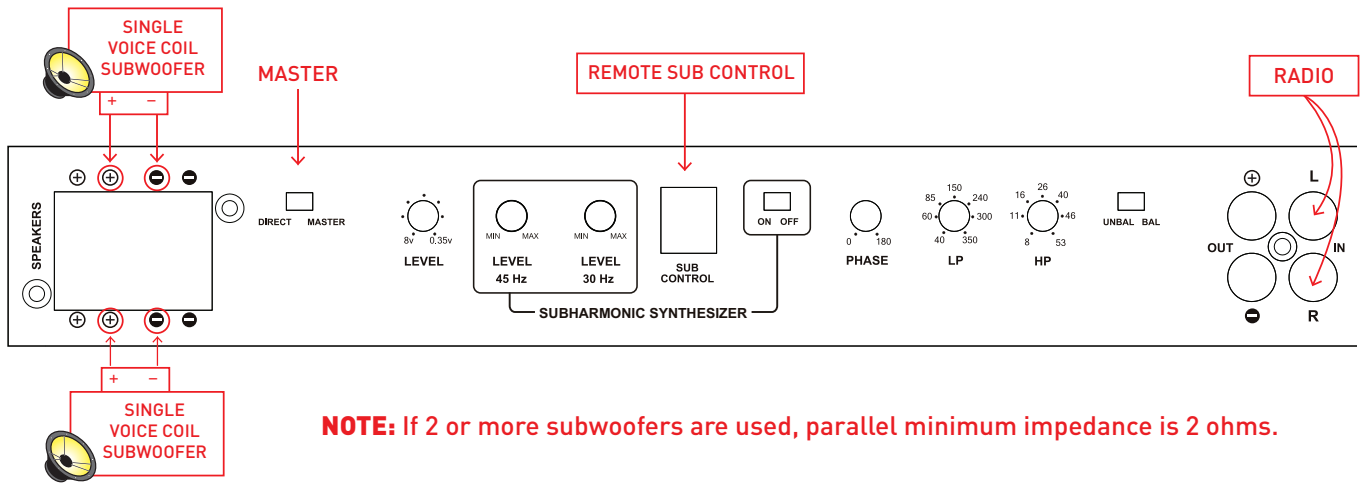 SINGLE
VOICE COIL
SUBWOOFER
+ −
MASTER
REMOTE SUB CONTROL
RADIO
+ + − −
SPEAKERS
DIRECT MASTER
8v 0,35v
LEVEL
MIN MAX
LEVEL
45 Hz
MIN MAX
LEVEL
30 Hz
SUB
CONTROL
ON OFF
SUBHARMONIC SYNTHESIZER
0 180
PHASE
40 60 85 150 240 300 350
LP
8 11 16 26 40 46 53
HP
UNBAL BAL
+ L
OUT IN
− R
+ + − −
+ −
SINGLE
VOICE COIL
SUBWOOFER
NOTE: If 2 or more subwoofers are used, parallel minimum impedance is 2 ohms.